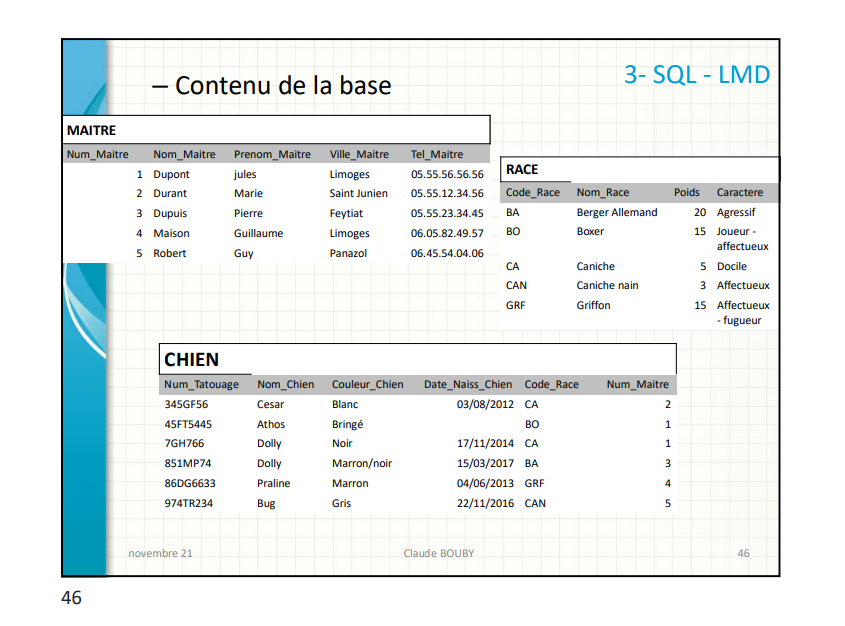 3- SQL - LMD
– Contenu de la base
MAITRE
Num_Maitre Nom_Maitre Prenom_Maitre Ville_Maitre Tel_Maitre
1 Dupont jules Limoges 05.55.56.56.56
2 Durant Marie Saint Junien 05.55.12.34.56
3 Dupuis Pierre Feytiat 05.55.23.34.45
4 Maison Guillaume Limoges 06.05.82.49.57
5 Robert Guy Panazol 06.45.54.04.06
RACE
Code_Race Nom_Race Poids Caractere
BA Berger Allemand 20 Agressif
BO Boxer 15 Joueur -
affectueux
CA Caniche 5 Docile
CAN Caniche nain 3 Affectueux
GRF Griffon 15 Affectueux
- fugueur
CHIEN
Num_Tatouage Nom_Chien Couleur_Chien Date_Naiss_Chien Code_Race Num_Maitre
345GF56 Cesar Blanc 03/08/2012 CA 2
45FT5445 Athos Bringé BO 1
7GH766 Dolly Noir 17/11/2014 CA 1
851MP74 Dolly Marron/noir 15/03/2017 BA 3
86DG6633 Praline Marron 04/06/2013 GRF 4
974TR234 Bug Gris 22/11/2016 CAN 5
novembre 21 Claude BOUBY 46
46